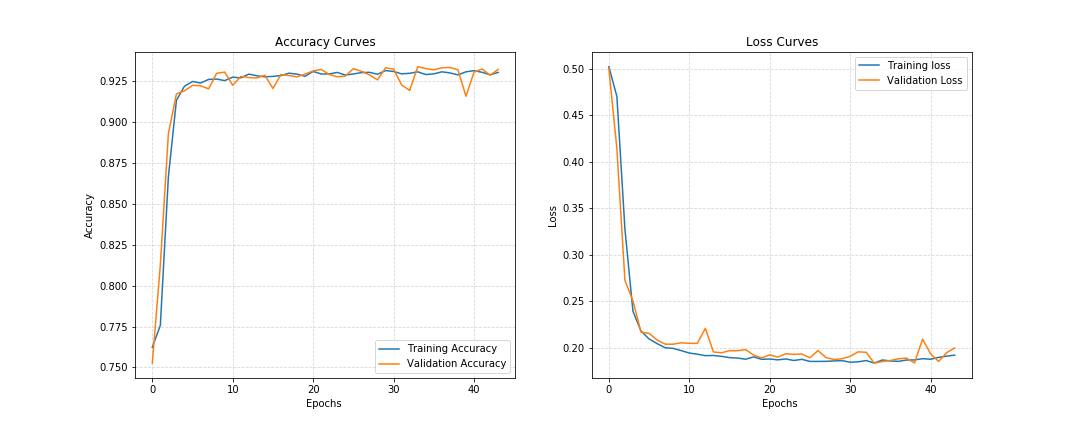 Accuracy Curves
0.925
0.900
0.875
0.850
0.825
0.800
0.775
0.750
Accuracy
0
10
20
30
40
Epochs
Training Accuracy
Validation Accuracy
Loss Curves
0.50
0.45
0.40
0.35
0.30
0.25
0.20
Loss
0
10
20
30
40
Epochs
Training loss
Validation Loss